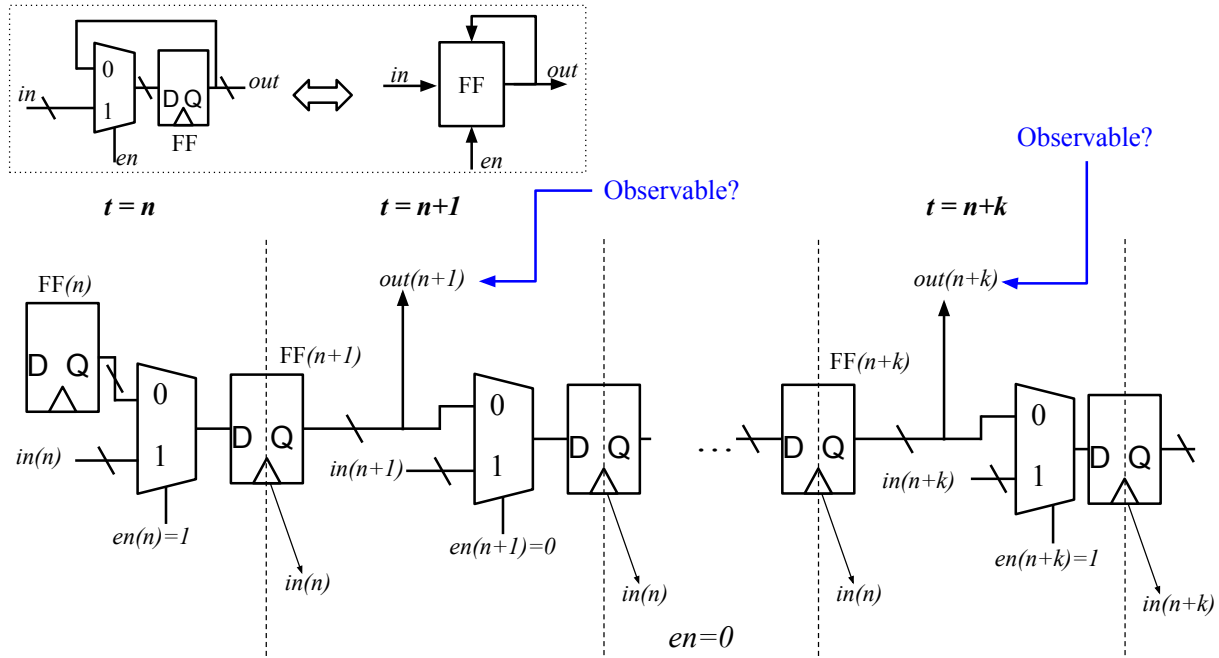 0
in
1
D Q
out
FF
en
in
FF
out
en
Observable?
Observable?
t = n
t = n+1
t = n+k
FF(n)
out(n+1)
out(n+k)
FF(n+1)
FF(n+k)
D Q
0
0
0
D Q
D Q
...
D Q
D Q
in(n)
1
in(n+1)
1
in(n+k)
1
en(n)=1
en(n+1)=0
en(n+k)=1
in(n)
in(n)
in(n)
in(n+k)
en=0